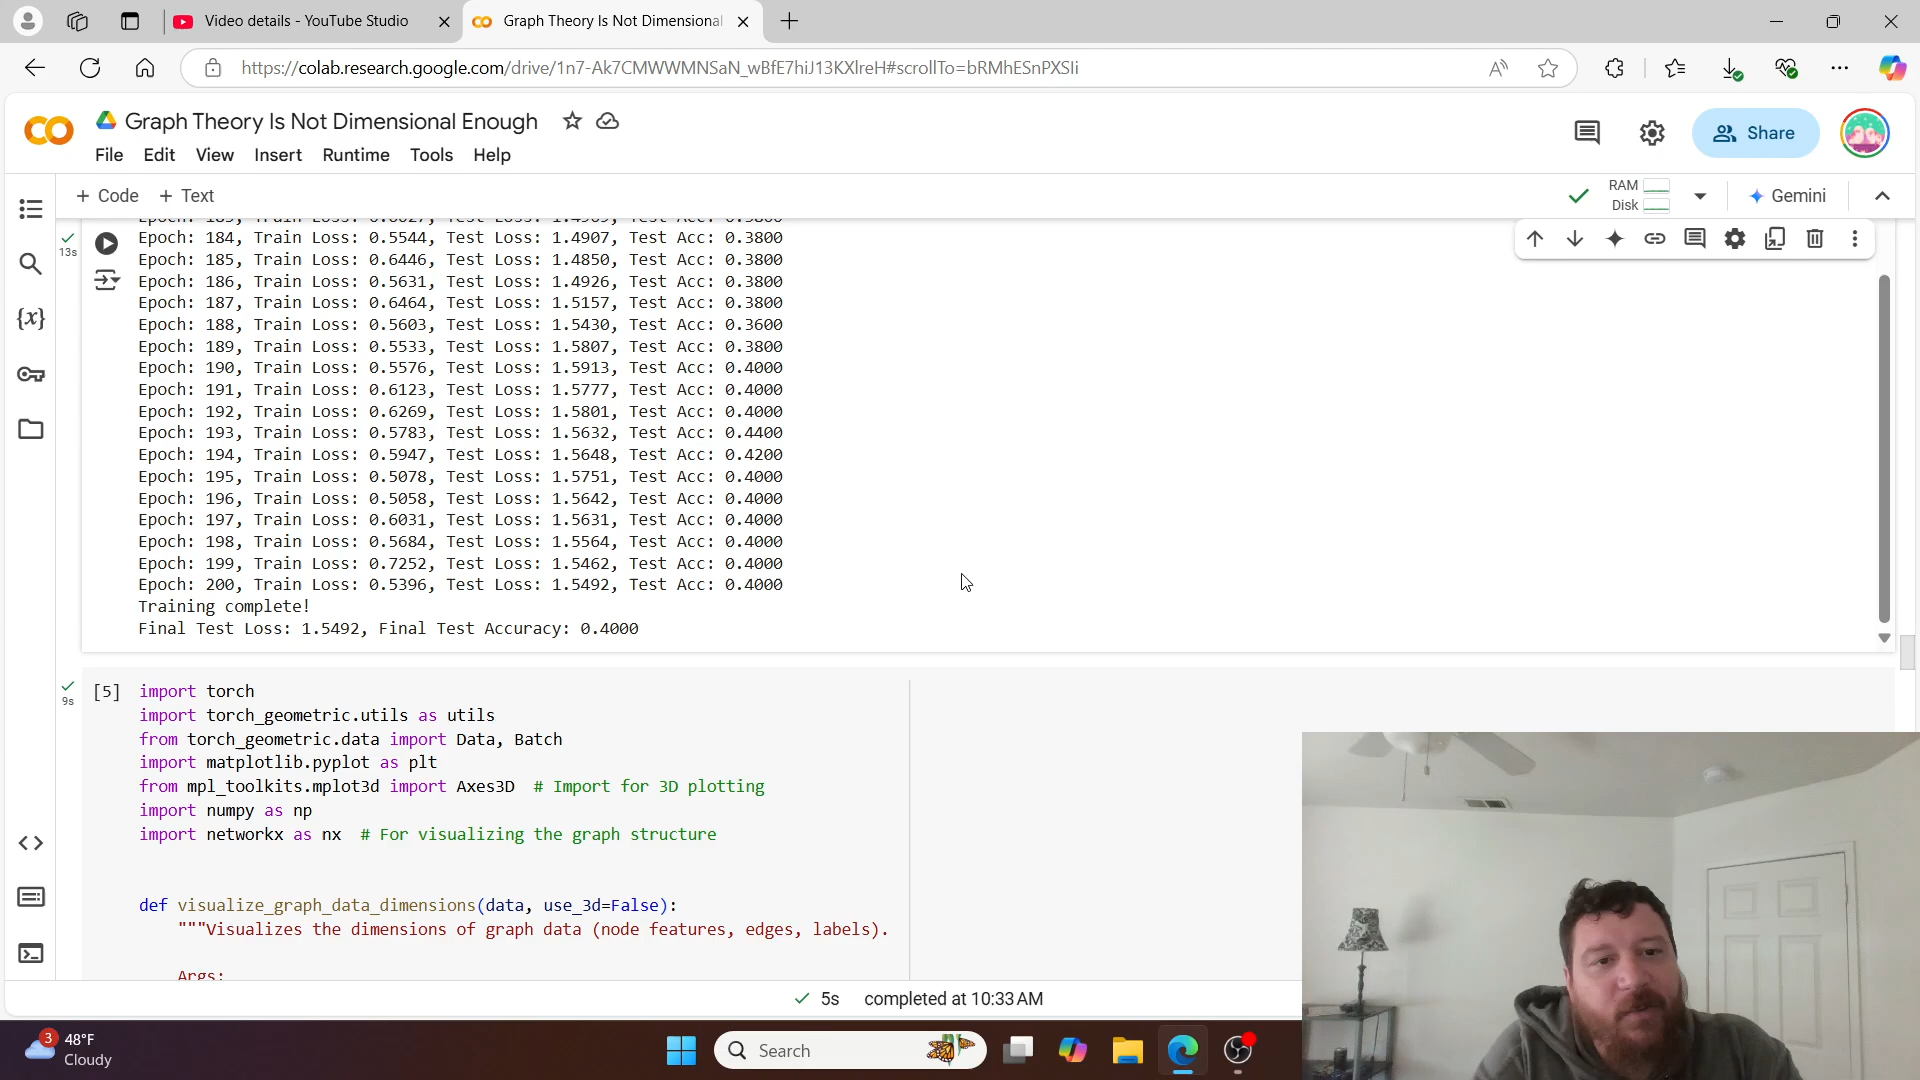 Video details - YouTube Studio
Graph Theory Is Not Dimensional
https://colab.research.google.com/drive/1n7-Ak7CMWWMNSaN_wBfE7hiJ13KXlreH#scrollTo=bRMhESnPXSIi
Graph Theory Is Not Dimensional Enough
Share
File Edit View Insert Runtime Tools Help
+ Code + Text
RAM
Disk
Gemini
13s
Epoch: 184, Train Loss: 0.5544, Test Loss: 1.4907, Test Acc: 0.3800
Epoch: 185, Train Loss: 0.6446, Test Loss: 1.4850, Test Acc: 0.3800
Epoch: 186, Train Loss: 0.5631, Test Loss: 1.4926, Test Acc: 0.3800
Epoch: 187, Train Loss: 0.6464, Test Loss: 1.5157, Test Acc: 0.3800
Epoch: 188, Train Loss: 0.5603, Test Loss: 1.5430, Test Acc: 0.3600
Epoch: 189, Train Loss: 0.5533, Test Loss: 1.5807, Test Acc: 0.3800
Epoch: 190, Train Loss: 0.5576, Test Loss: 1.5913, Test Acc: 0.4000
Epoch: 191, Train Loss: 0.6123, Test Loss: 1.5777, Test Acc: 0.4000
Epoch: 192, Train Loss: 0.6269, Test Loss: 1.5801, Test Acc: 0.4000
Epoch: 193, Train Loss: 0.5783, Test Loss: 1.5632, Test Acc: 0.4400
Epoch: 194, Train Loss: 0.5947, Test Loss: 1.5648, Test Acc: 0.4200
Epoch: 195, Train Loss: 0.5078, Test Loss: 1.5751, Test Acc: 0.4000
Epoch: 196, Train Loss: 0.5058, Test Loss: 1.5642, Test Acc: 0.4000
Epoch: 197, Train Loss: 0.6031, Test Loss: 1.5631, Test Acc: 0.4000
Epoch: 198, Train Loss: 0.5684, Test Loss: 1.5564, Test Acc: 0.4000
Epoch: 199, Train Loss: 0.7252, Test Loss: 1.5462, Test Acc: 0.4000
Epoch: 200, Train Loss: 0.5396, Test Loss: 1.5492, Test Acc: 0.4000
Training complete!
Final Test Loss: 1.5492, Final Test Accuracy: 0.4000
9s
[5] import torch
import torch_geometric.utils as utils
from torch_geometric.data import Data, Batch
import matplotlib.pyplot as plt
from mpl_toolkits.mplot3d import Axes3D # Import for 3D plotting
import numpy as np
import networkx as nx # For visualizing the graph structure
def visualize_graph_data_dimensions(data, use_3d=False):
"""Visualizes the dimensions of graph data (node features, edges, labels).
Args:
5s completed at 10:33 AM
3
48°F
Cloudy
Search